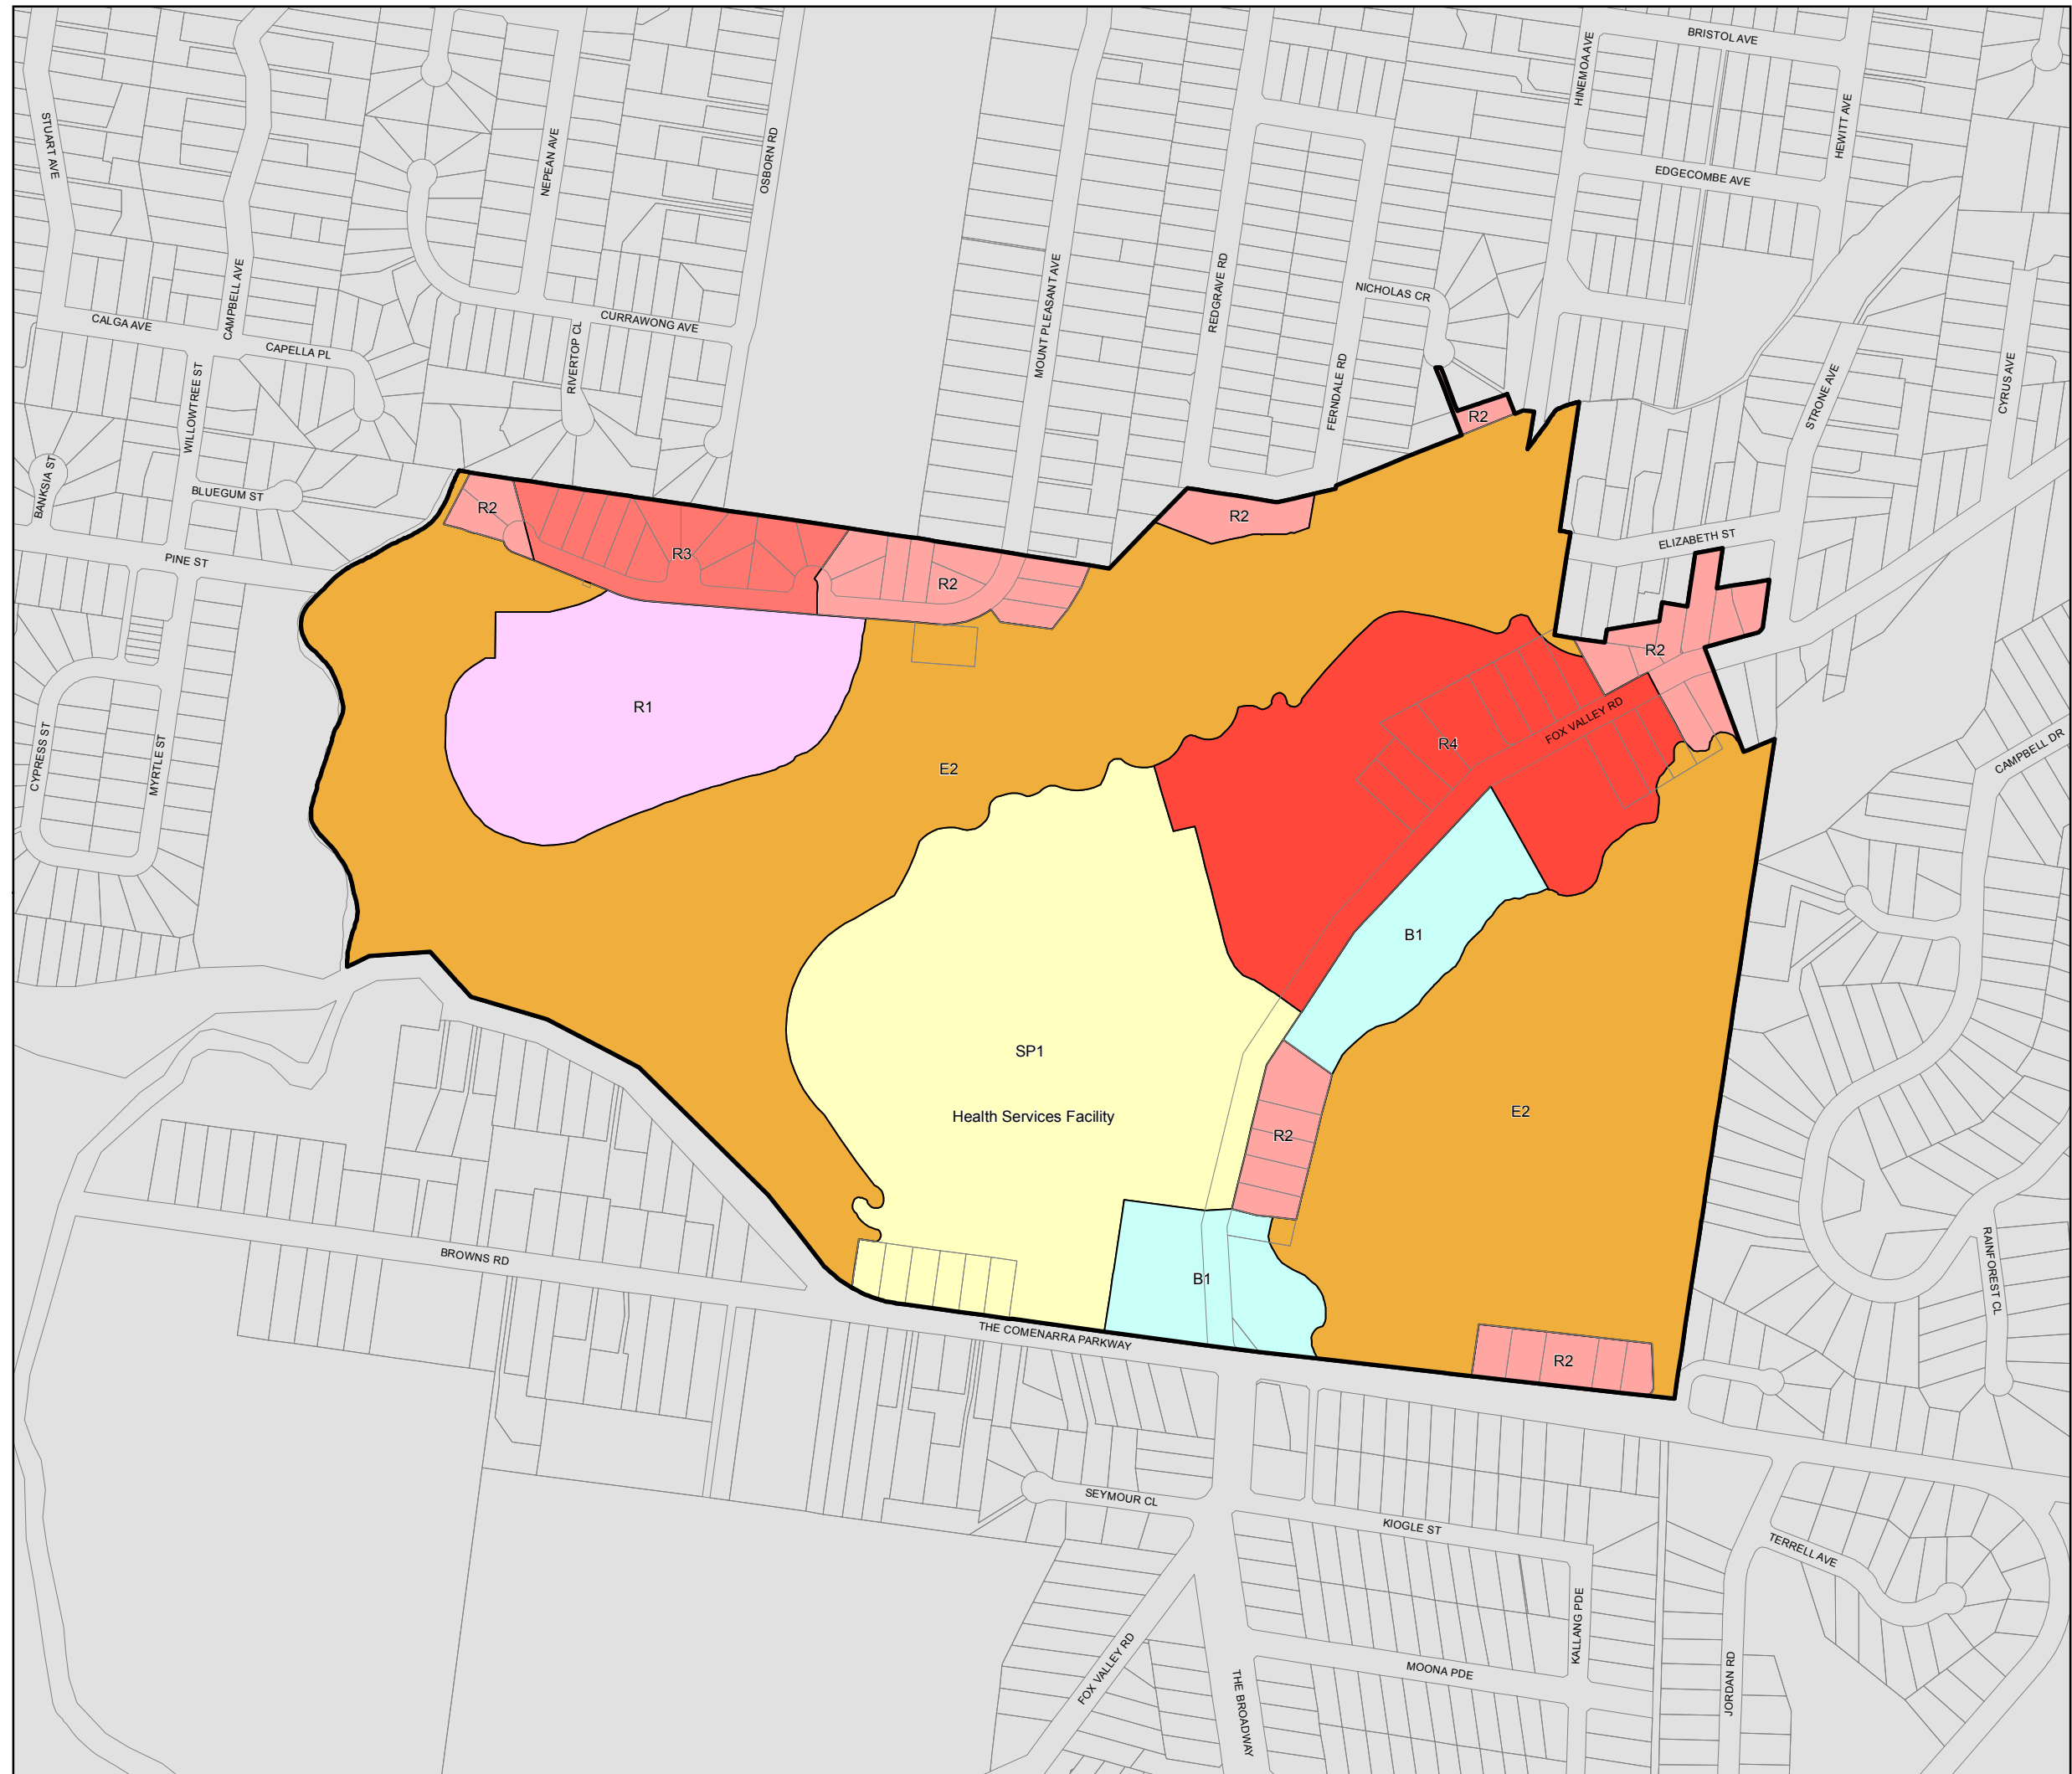 BRISTOL AVE
HINEMOA AVE
HEWITT AVE
STUART AVE
NEPEAN AVE
OSBORN RD
EDGECOMBE AVE
CAMPBELL AVE
MOUNT PLEASANT AVE
REDGRAVE RD
NICHOLAS CR
CALGA AVE
CURRAWONG AVE
CAPELLA PL
RIVERTOP CL
FERNDALE RD
STRONE AVE
CYRUS AVE
WILLOWTREE ST
R2
BANKSIA ST
BLUEGUM ST
R2
R2
ELIZABETH ST
PINE ST
R3
R2
R2
R1
FOX VALLEY RD
R4
CAMPBELL DR
CYPRESS ST
MYRTLE ST
E2
B1
SP1
Health Services Facility
E2
R2
BROWNS RD
B1
RAINFOREST CL
THE COMENARRA PARKWAY
R2
SEYMOUR CL
KIOGLE ST
TERRELL AVE
KALLANG PDE
FOX VALLEY RD
MOONA PDE
JORDAN RD
THE BROADWAY